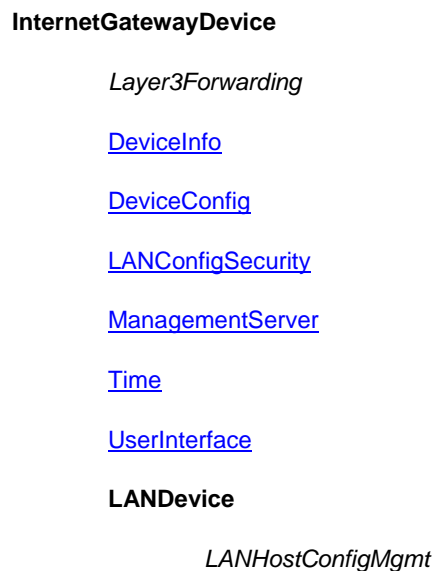 InternetGatewayDevice
Layer3Forwarding
DeviceInfo
DeviceConfig
LANConfigSecurity
ManagementServer
Time
UserInterface
LANDevice
LANHostConfigMgmt